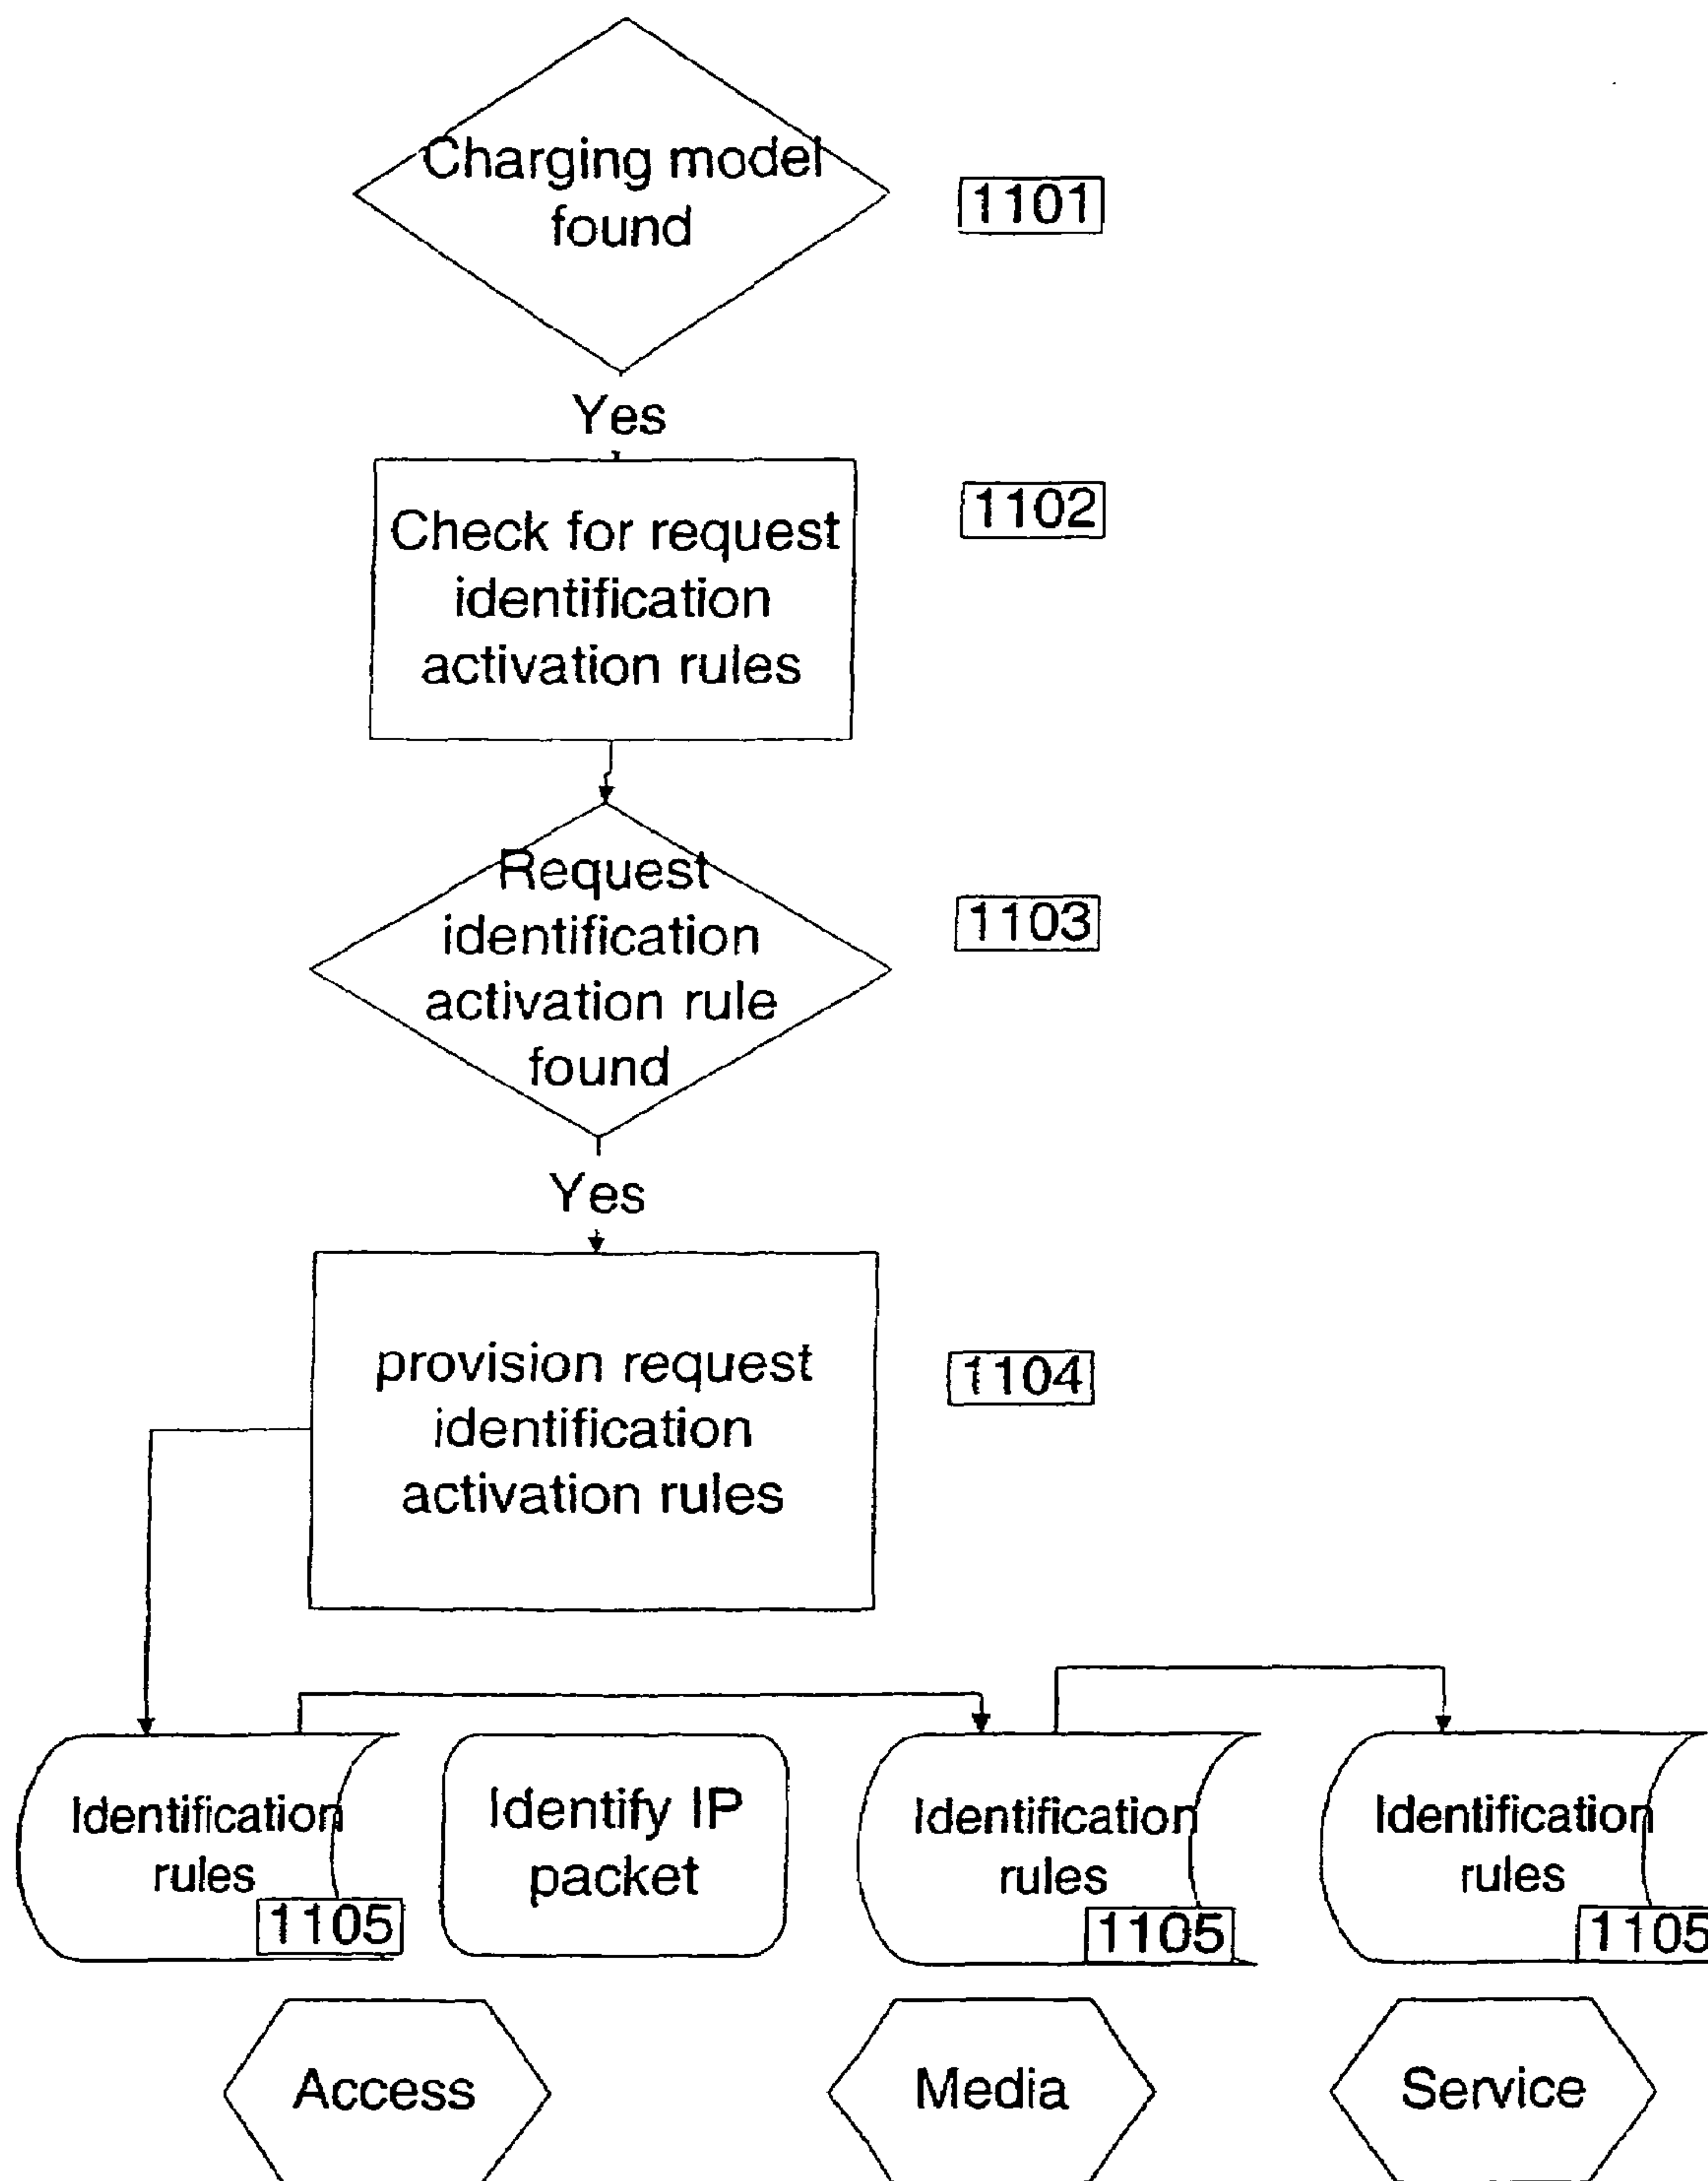 Charging model
found
1101
Yes
Check for request
identification
activation rules
1102
Request
identification
activation rule
found
1103
Yes
provision request
identification
activation rules
1104
Identification
rules
1105
Identify IP
packet
Identification
rules
1105
Identification
rules
1105
Access
Media
Service